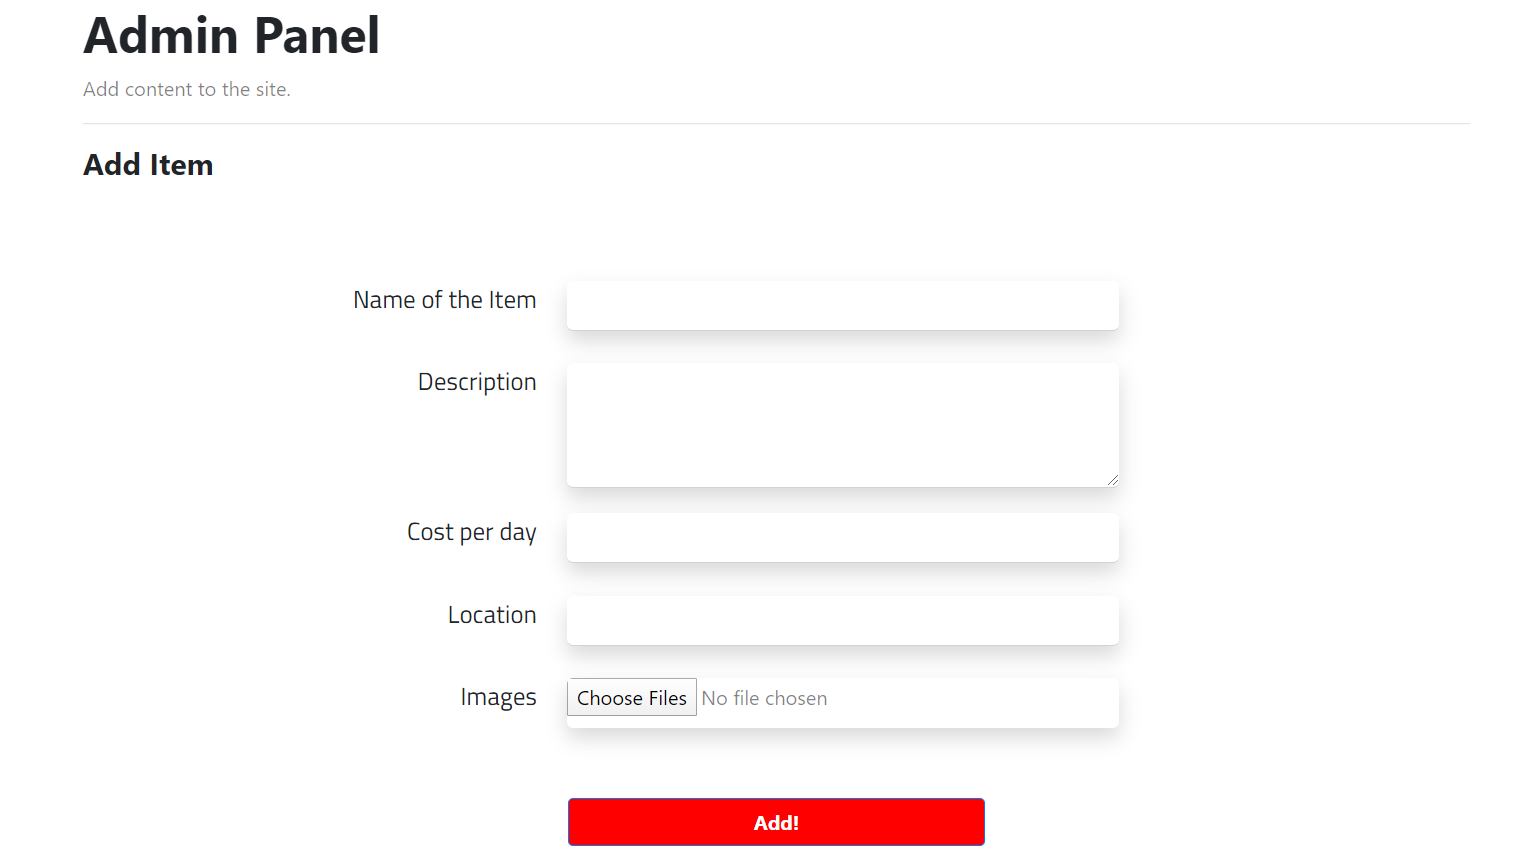 Admin Panel
Add content to the site.
Add Item
Name of the Item
Description
Cost per day
Location
Images
Choose Files No file chosen
Add!